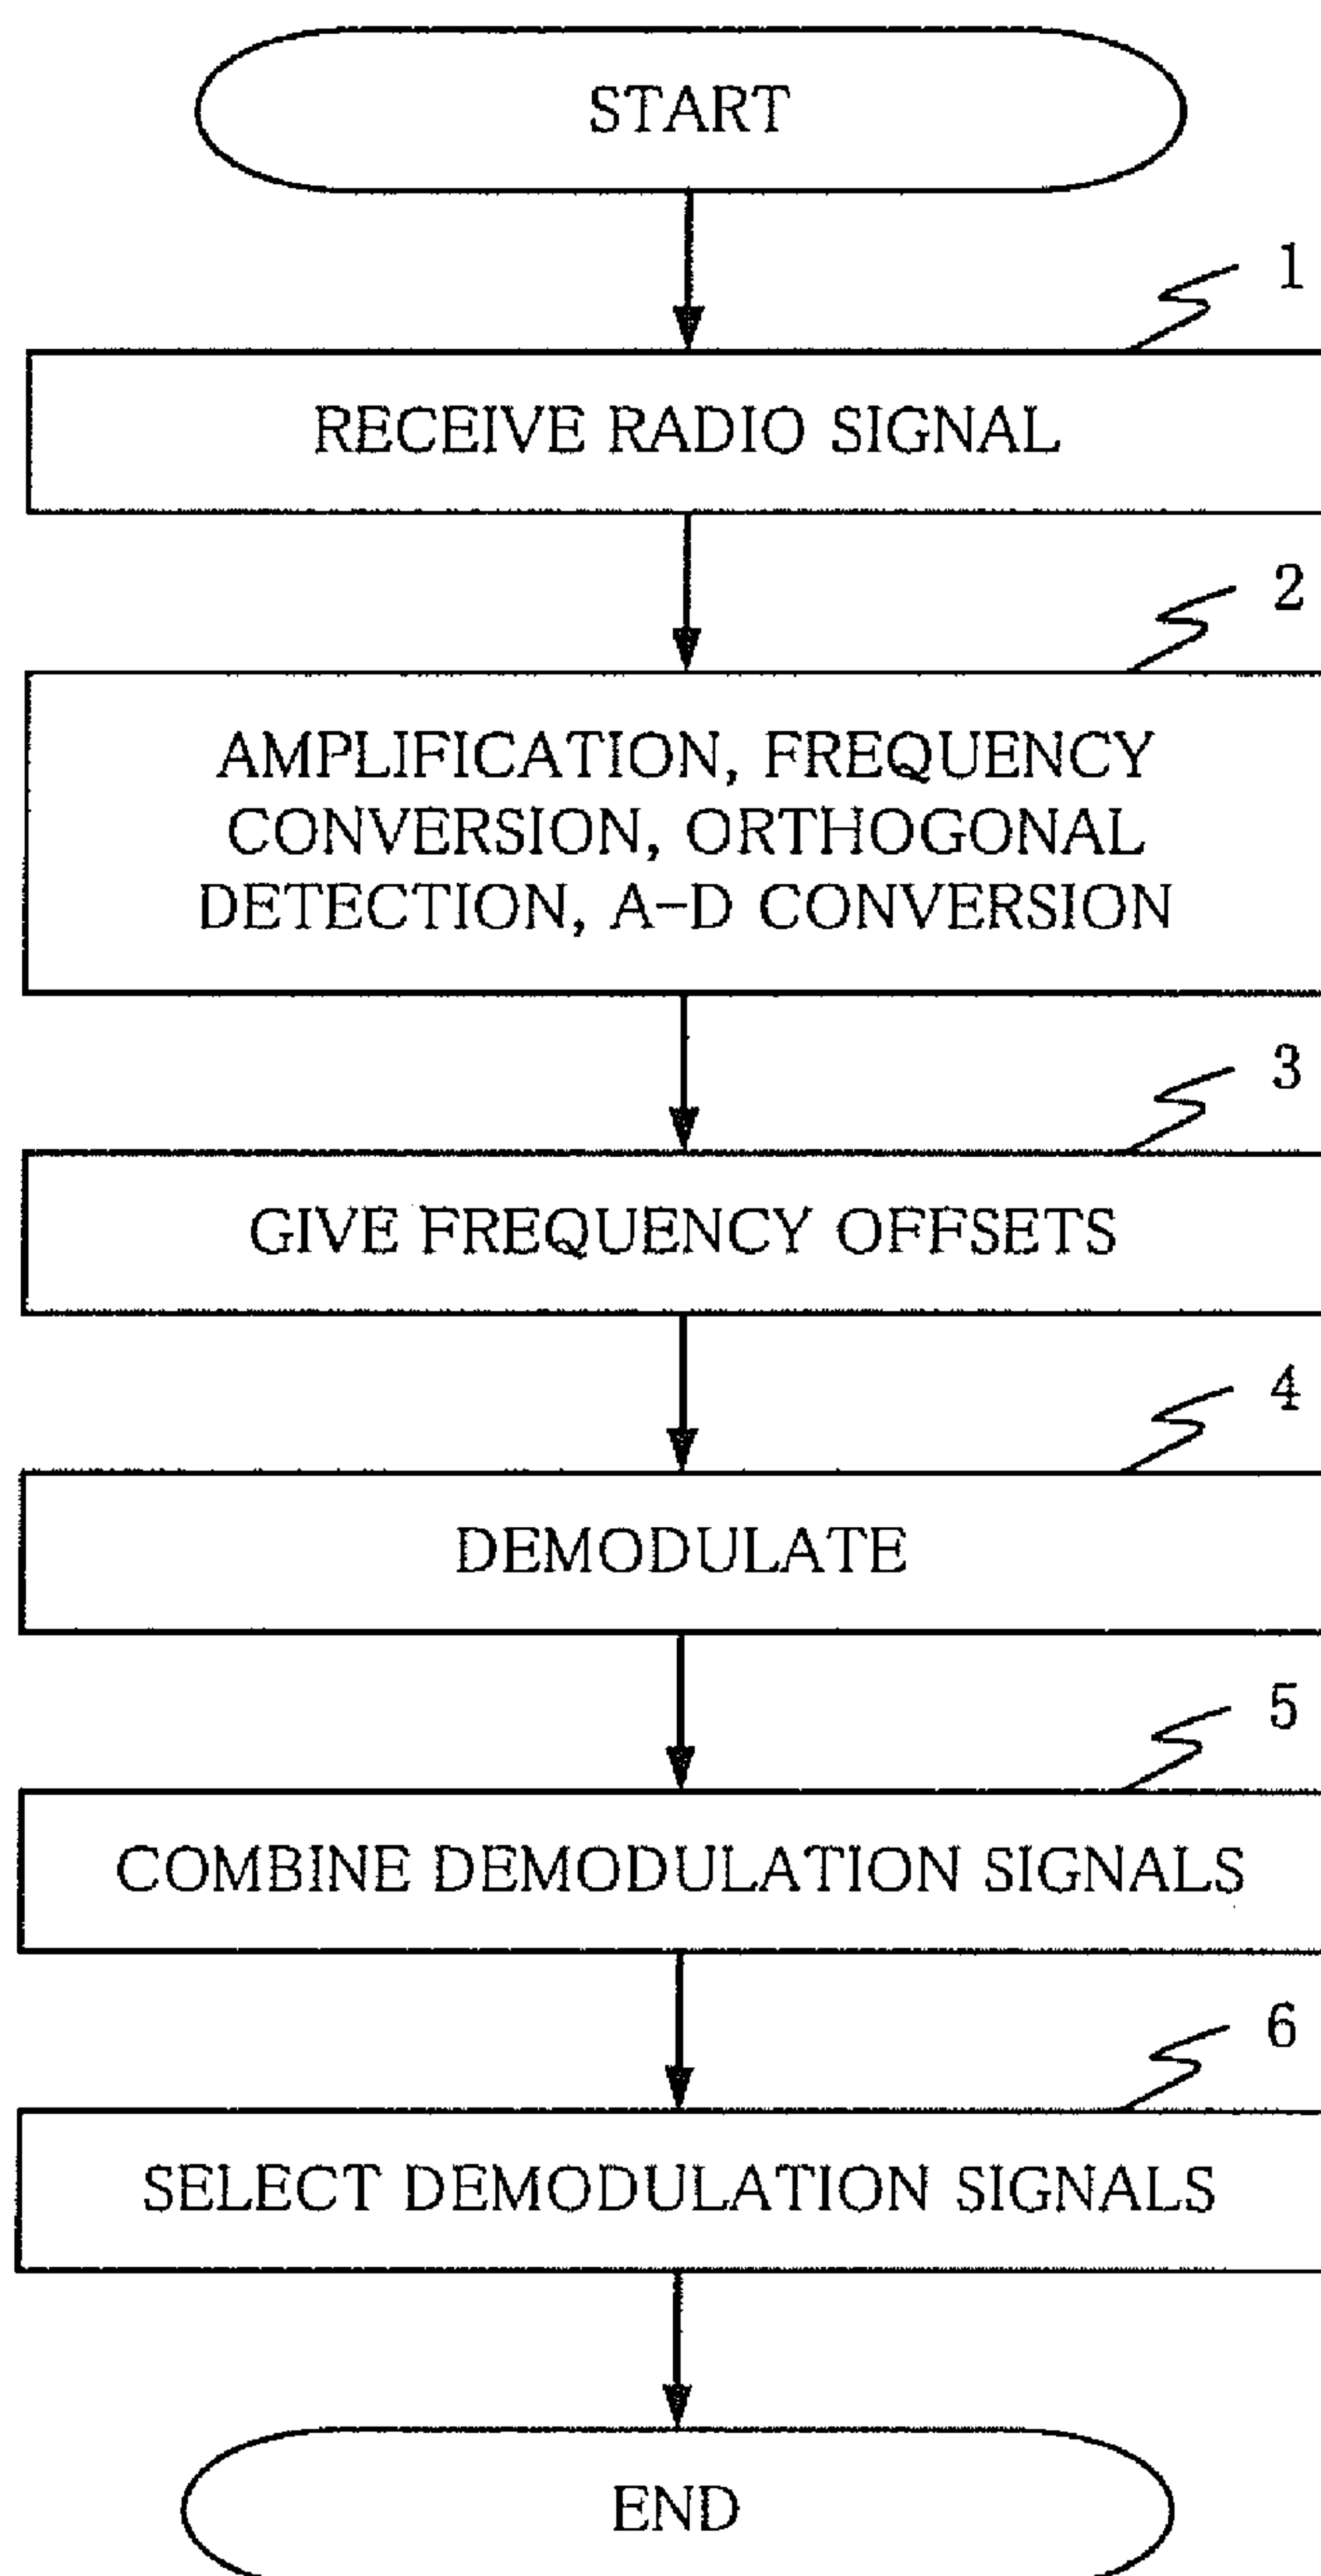 START
1
RECEIVE RADIO SIGNAL
2
AMPLIFICATION, FREQUENCY
CONVERSION, ORTHOGONAL
DETECTION, A-D CONVERSION
3
GIVE FREQUENCY OFFSETS
4
DEMODULATE
5
COMBINE DEMODULATION SIGNALS
6
SELECT DEMODULATION SIGNALS
END